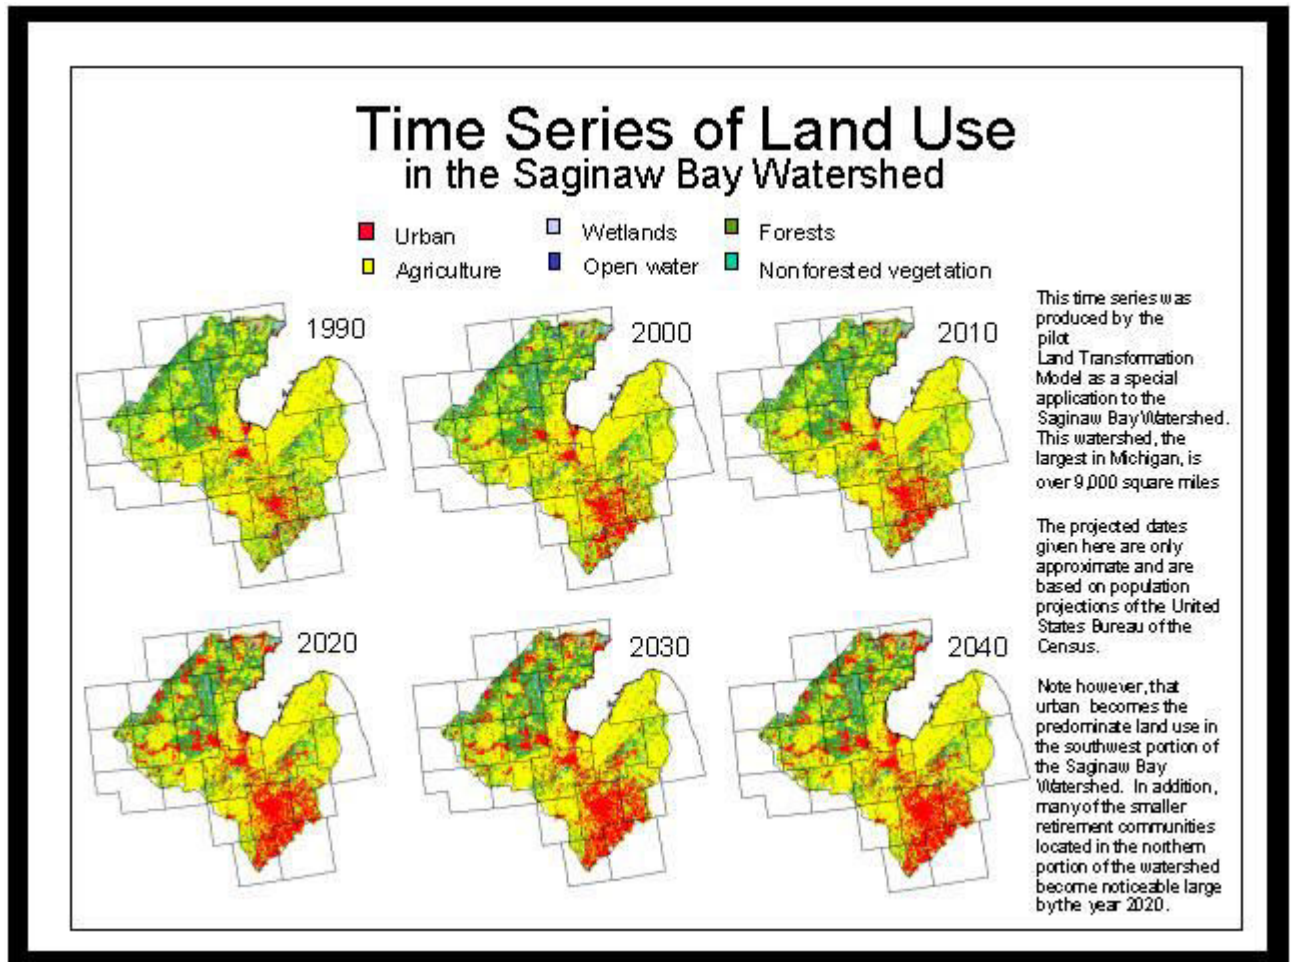 Time Series of Land Use
in the Saginaw Bay Watershed
Urban
Wetlands
Forests
Agriculture
Open water
Nonforested vegetation
1990
2000
2010
2020
2030
2040
This time series was
produced by the
pilot
Land Transformation
Model as a special
application to the
Saginaw Bay Watershed.
This watershed, the
largest in Michigan, is
over 9,000 square miles
The projected dates
given here are only
approximate and are
based on population
projections of the United
States Bureau of the
Census.
Note however, that
urban becomes the
predominate land use in
the southwest portion of
the Saginaw Bay
Watershed. In addition,
many of the smaller
retirement communities
located in the northern
portion of the watershed
become noticeable large
by the year 2020.